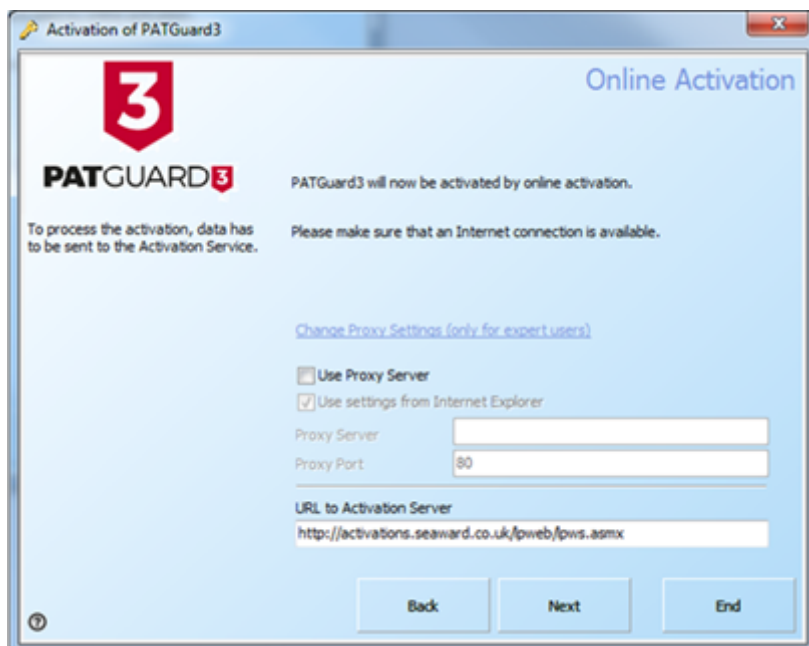 Activation of PATGuard3
Online Activation
3
PATGUARD3
To process the activation, data has
to be sent to the Activation Service.
PATGuard3 will now be activated by online activation.
Please make sure that an Internet connection is available.
Change Proxy Settings (only for expert users)
Use Proxy Server
Use settings from Internet Explorer
Proxy Server
Proxy Port
80
URL to Activation Server
http://activations.seaward.co.uk/lpweb/lpws.asmx
Back
Next
End